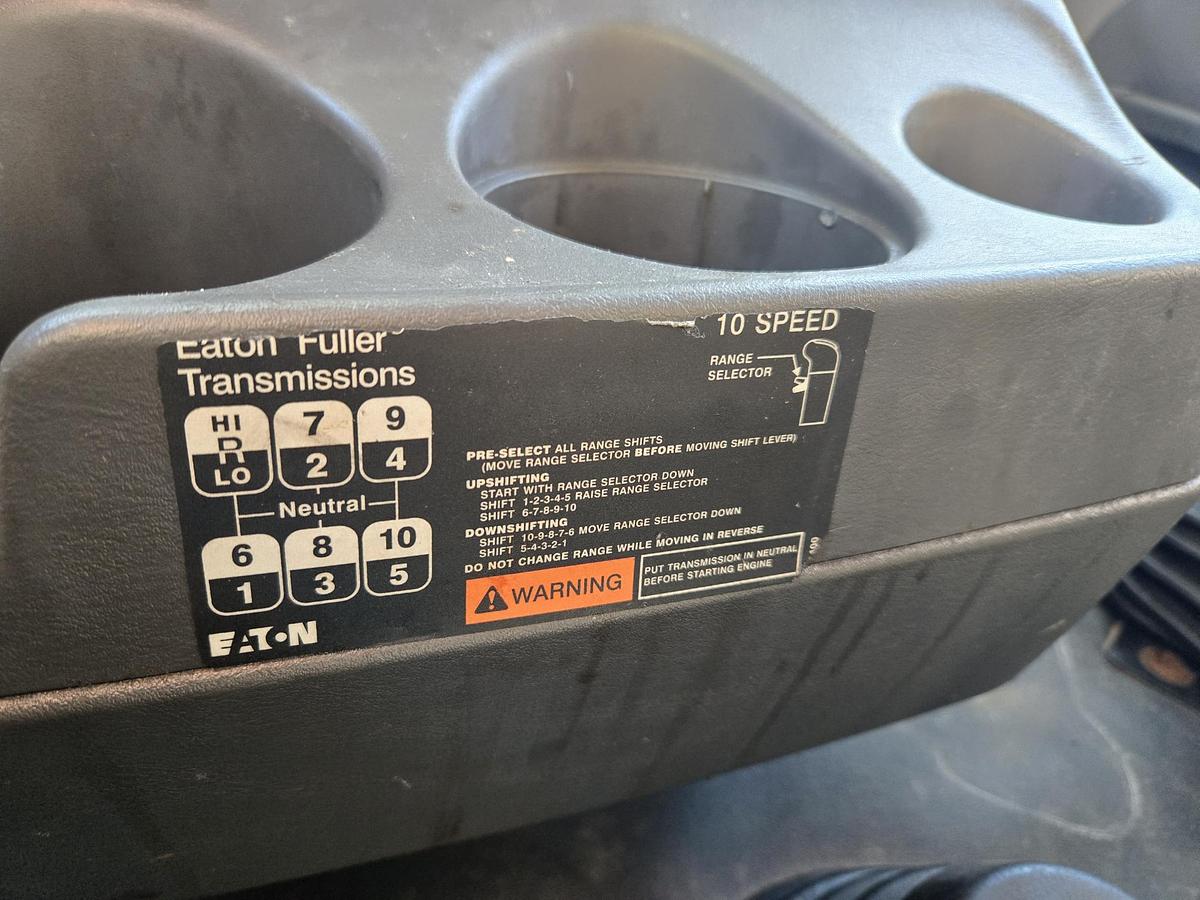 Eaton Fuller®
Transmissions
10 SPEED
RANGE
SELECTOR
HI
R
LO
7
2
9
4
Neutral
6
1
8
3
10
5
EATON
PRE-SELECT ALL RANGE SHIFTS
(MOVE RANGE SELECTOR BEFORE MOVING SHIFT LEVER)
UPSHIFTING
START WITH RANGE SELECTOR DOWN
SHIFT 1-2-3-4-5 RAISE RANGE SELECTOR
SHIFT 6-7-8-9-10
DOWNSHIFTING
SHIFT 10-9-8-7-6 MOVE RANGE SELECTOR DOWN
SHIFT 5-4-3-2-1
DO NOT CHANGE RANGE WHILE MOVING IN REVERSE
WARNING
PUT TRANSMISSION IN NEUTRAL
BEFORE STARTING ENGINE